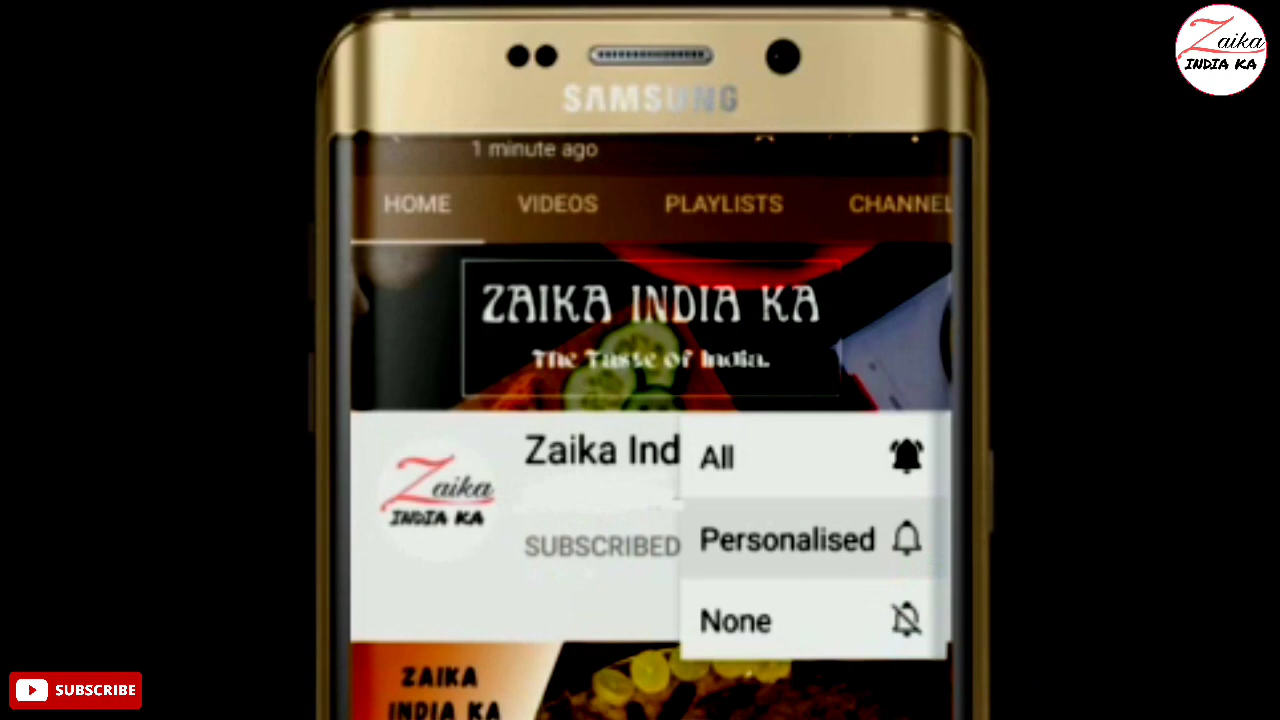 Zaika
INDIA KA
SAMSUNG
1 minute ago
HOME VIDEOS PLAYLISTS CHANNEL
ZAIKA INDIA KA
The Taste of India.
Zaika Ind
Zaika
INDIA KA
SUBSCRIBED
All
Personalised
None
ZAIKA
INDIA KA
SUBSCRIBE